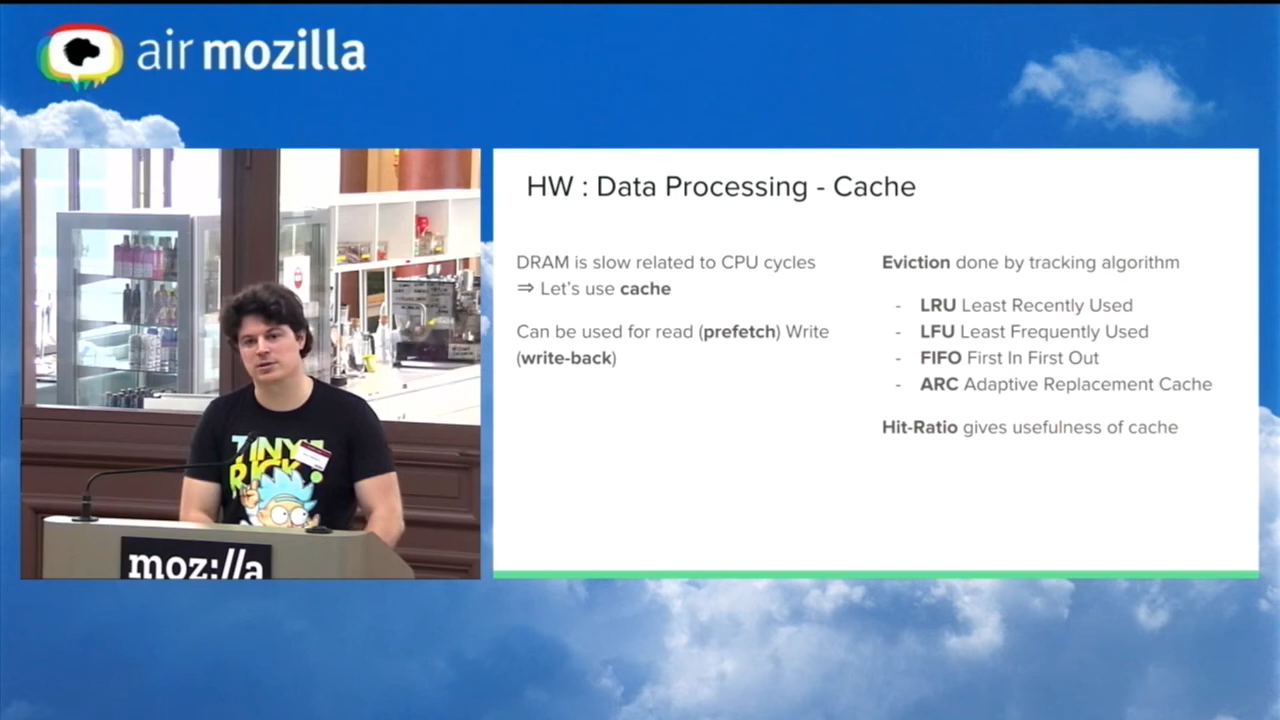 air mozilla
HW : Data Processing - Cache
DRAM is slow related to CPU cycles
⇒ Let's use cache
Can be used for read (prefetch) Write
(write-back)
Eviction done by tracking algorithm
- LRU Least Recently Used
- LFU Least Frequently Used
- FIFO First In First Out
- ARC Adaptive Replacement Cache
Hit-Ratio gives usefulness of cache
TINY
RICK
moz://a